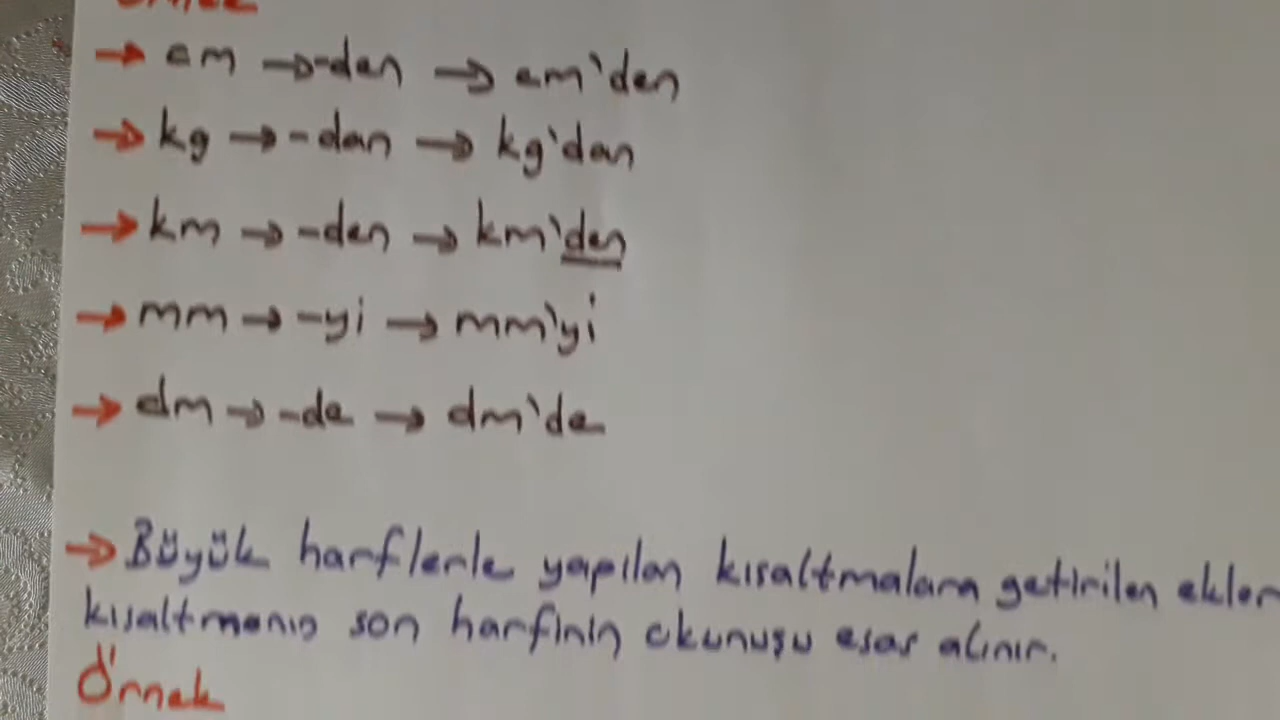 → cm → -den → cm'den
→ kg → -dan → kg'dan
→ km → -den → km'den
→ mm → -yi → mm'yi
→ dm → -de → dm'de
→ Büyük harflerle yapılan kısaltmalara getirilen ekler
kısaltmanın son harfinin okunuşu esas alınır.
Örnek